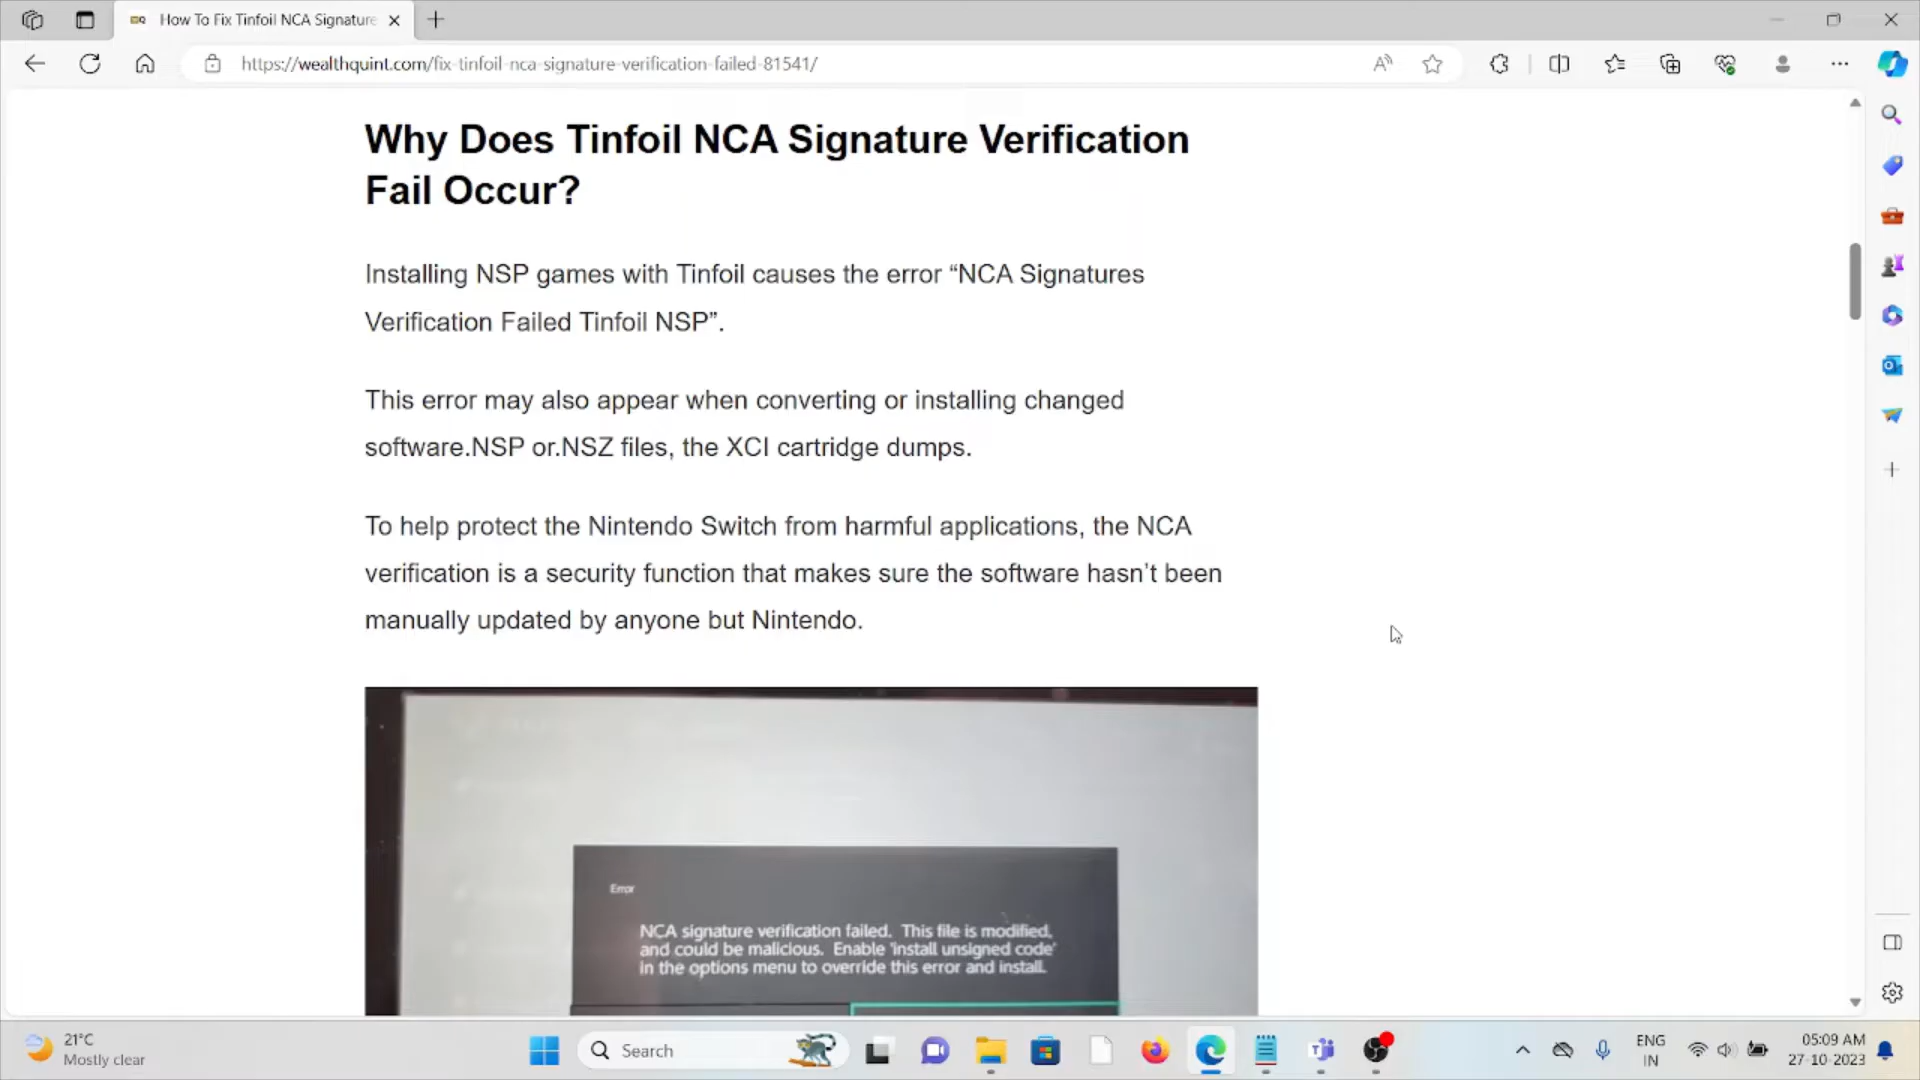 How To Fix Tinfoil NCA Signature
https://wealthquint.com/fix-tinfoil-nca-signature-verification-failed-81541/
Why Does Tinfoil NCA Signature Verification
Fail Occur?
Installing NSP games with Tinfoil causes the error “NCA Signatures
Verification Failed Tinfoil NSP”.
This error may also appear when converting or installing changed
software.NSP or.NSZ files, the XCI cartridge dumps.
To help protect the Nintendo Switch from harmful applications, the NCA
verification is a security function that makes sure the software hasn’t been
manually updated by anyone but Nintendo.
Error
NCA signature verification failed. This file is modified,
and could be malicious. Enable 'install unsigned code'
in the options menu to override this error and install.
21°C
Mostly clear
Search
ENG
IN
05:09 AM
27-10-2023